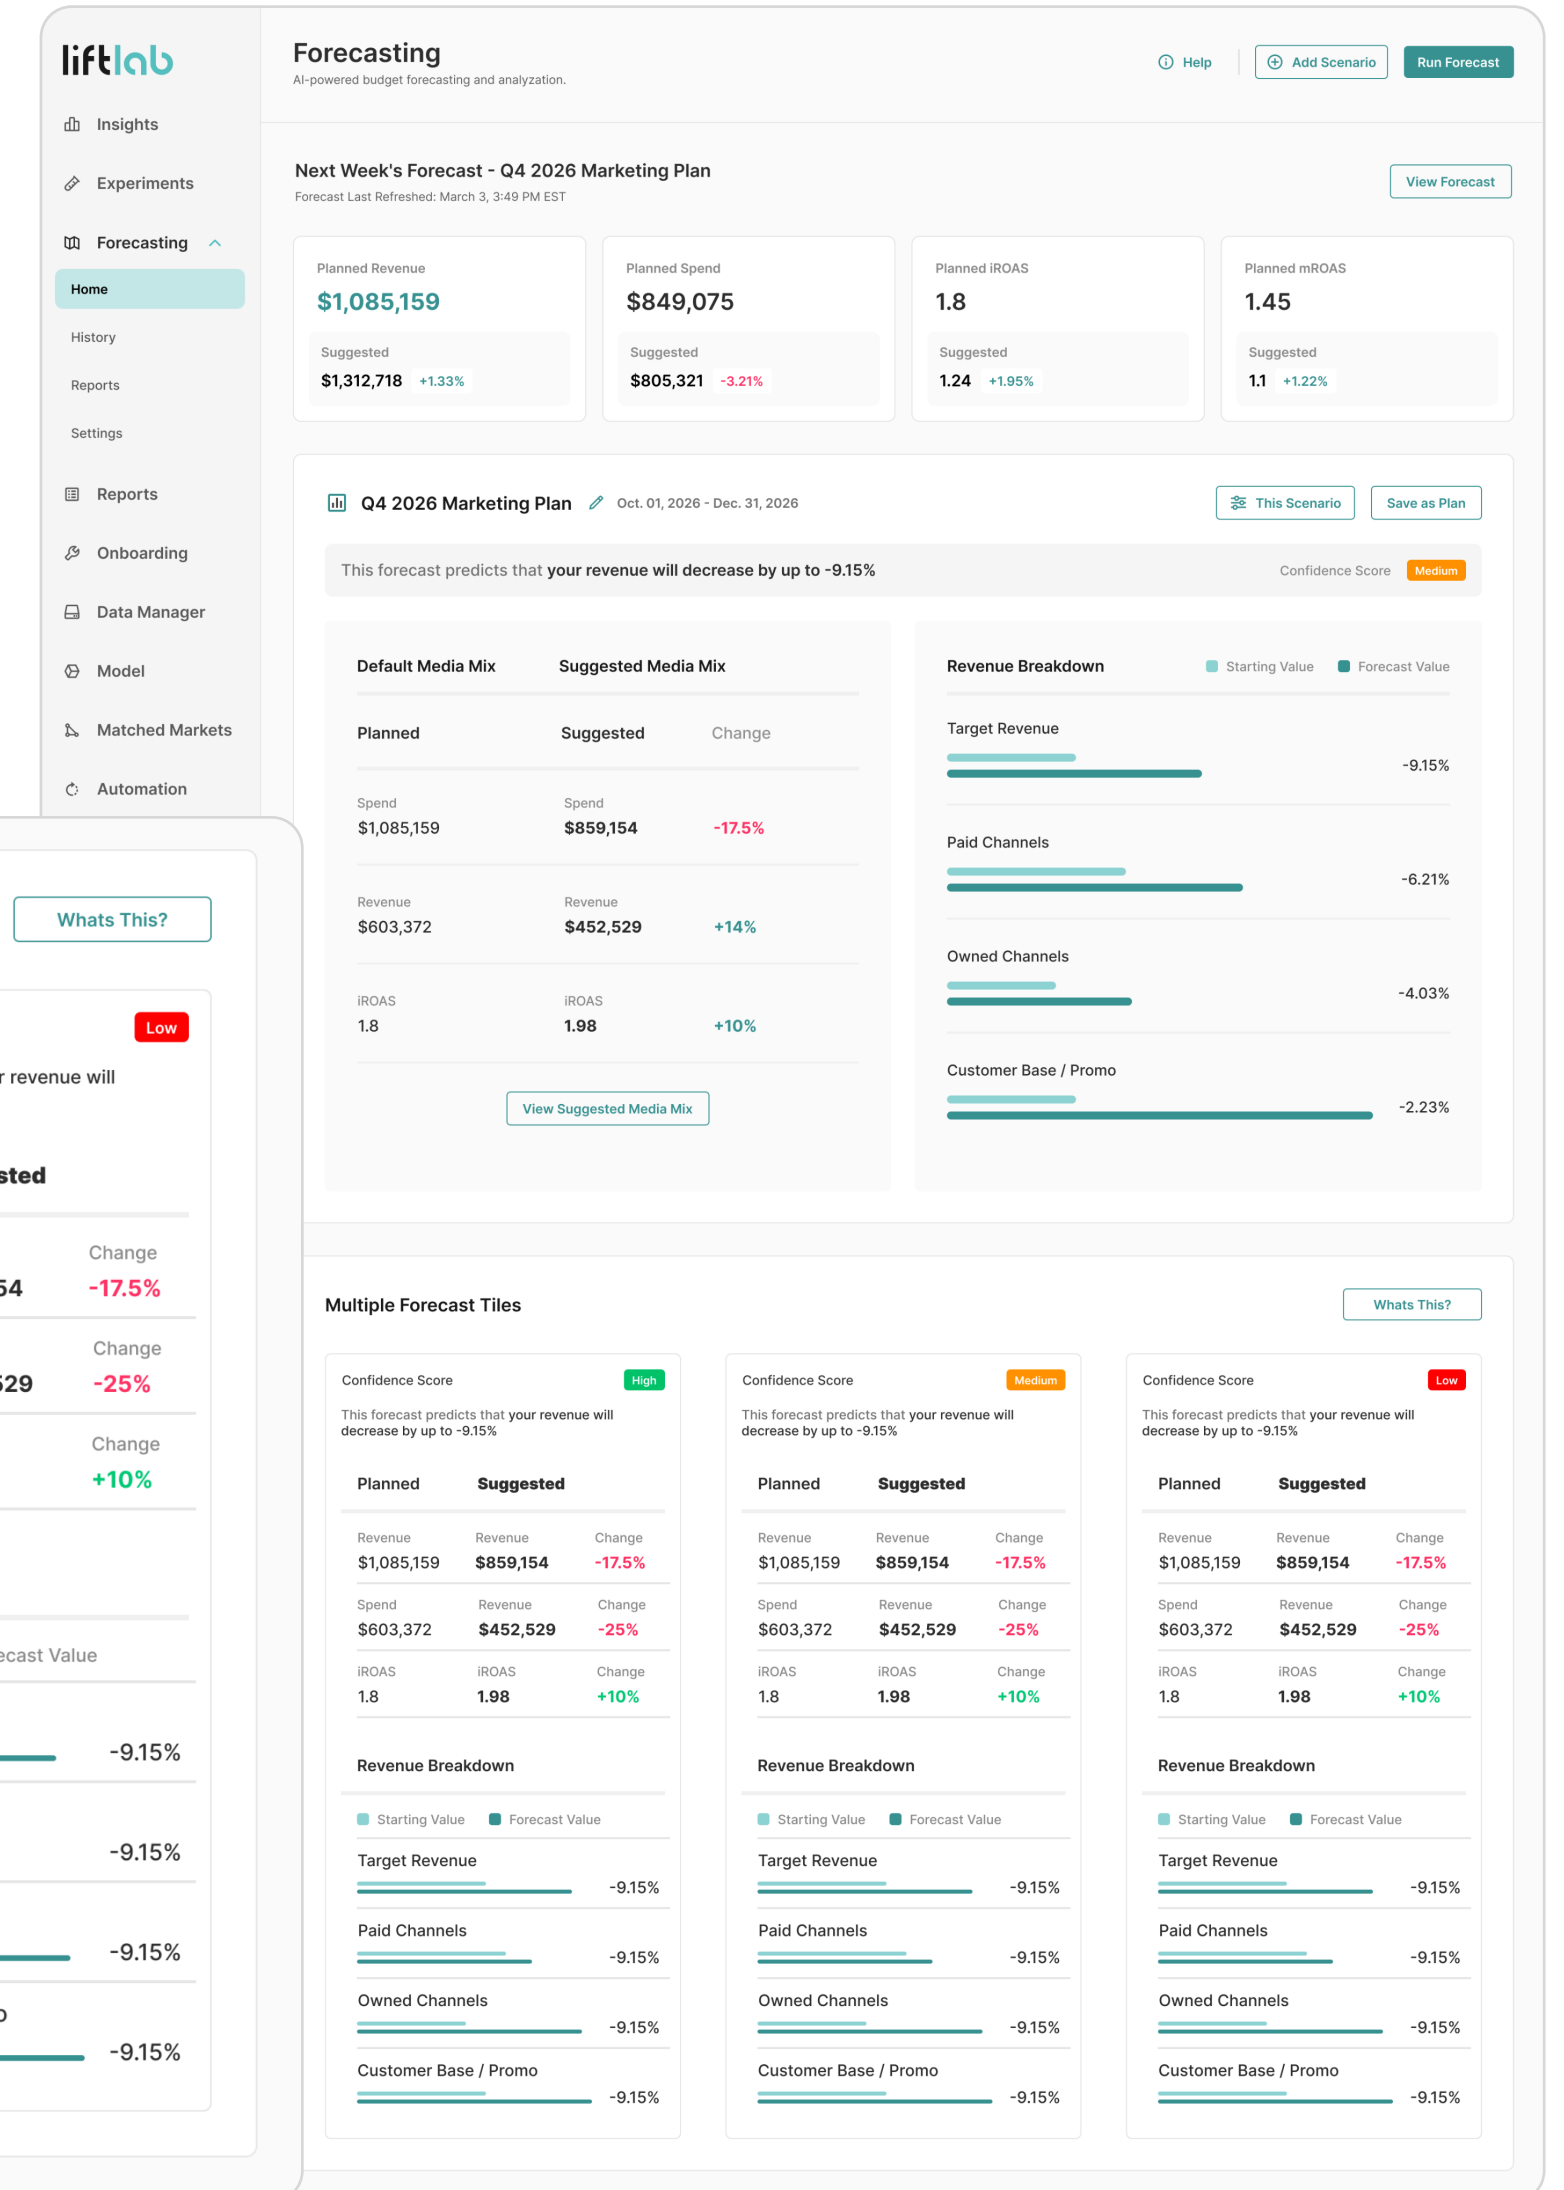 liftlab
Insights
Experiments
Forecasting
Home
History
Reports
Settings
Reports
Onboarding
Data Manager
Model
Matched Markets
Automation
Forecasting
AI-powered budget forecasting and analyzation.
Help
Add Scenario
Run Forecast
Next Week's Forecast - Q4 2026 Marketing Plan
Forecast Last Refreshed: March 3, 3:49 PM EST
View Forecast
Planned Revenue
$1,085,159
Suggested
$1,312,718 +1.33%
Planned Spend
$849,075
Suggested
$805,321 -3.21%
Planned iROAS
1.8
Suggested
1.24 +1.95%
Planned mROAS
1.45
Suggested
1.1 +1.22%
Q4 2026 Marketing Plan
Oct. 01, 2026 - Dec. 31, 2026
This Scenario
Save as Plan
This forecast predicts that your revenue will decrease by up to -9.15%
Confidence Score Medium
Default Media Mix Suggested Media Mix
Planned Suggested Change
Spend Spend
$1,085,159 $859,154 -17.5%
Revenue Revenue
$603,372 $452,529 +14%
iROAS iROAS
1.8 1.98 +10%
View Suggested Media Mix
Revenue Breakdown Starting Value Forecast Value
Target Revenue
-9.15%
Paid Channels
-6.21%
Owned Channels
-4.03%
Customer Base / Promo
-2.23%
Multiple Forecast Tiles
Whats This?
Confidence Score High
This forecast predicts that your revenue will
decrease by up to -9.15%
Planned Suggested
Revenue Revenue Change
$1,085,159 $859,154 -17.5%
Spend Revenue Change
$603,372 $452,529 -25%
iROAS iROAS Change
1.8 1.98 +10%
Revenue Breakdown
Starting Value Forecast Value
Target Revenue
-9.15%
Paid Channels
-9.15%
Owned Channels
-9.15%
Customer Base / Promo
-9.15%
Confidence Score Medium
This forecast predicts that your revenue will
decrease by up to -9.15%
Planned Suggested
Revenue Revenue Change
$1,085,159 $859,154 -17.5%
Spend Revenue Change
$603,372 $452,529 -25%
iROAS iROAS Change
1.8 1.98 +10%
Revenue Breakdown
Starting Value Forecast Value
Target Revenue
-9.15%
Paid Channels
-9.15%
Owned Channels
-9.15%
Customer Base / Promo
-9.15%
Confidence Score Low
This forecast predicts that your revenue will
decrease by up to -9.15%
Planned Suggested
Revenue Revenue Change
$1,085,159 $859,154 -17.5%
Spend Revenue Change
$603,372 $452,529 -25%
iROAS iROAS Change
1.8 1.98 +10%
Revenue Breakdown
Starting Value Forecast Value
Target Revenue
-9.15%
Paid Channels
-9.15%
Owned Channels
-9.15%
Customer Base / Promo
-9.15%
Whats This?
Low
revenue will
sted
Change
54 -17.5%
Change
529 -25%
Change
+10%
ecast Value
-9.15%
-9.15%
-9.15%
-9.15%